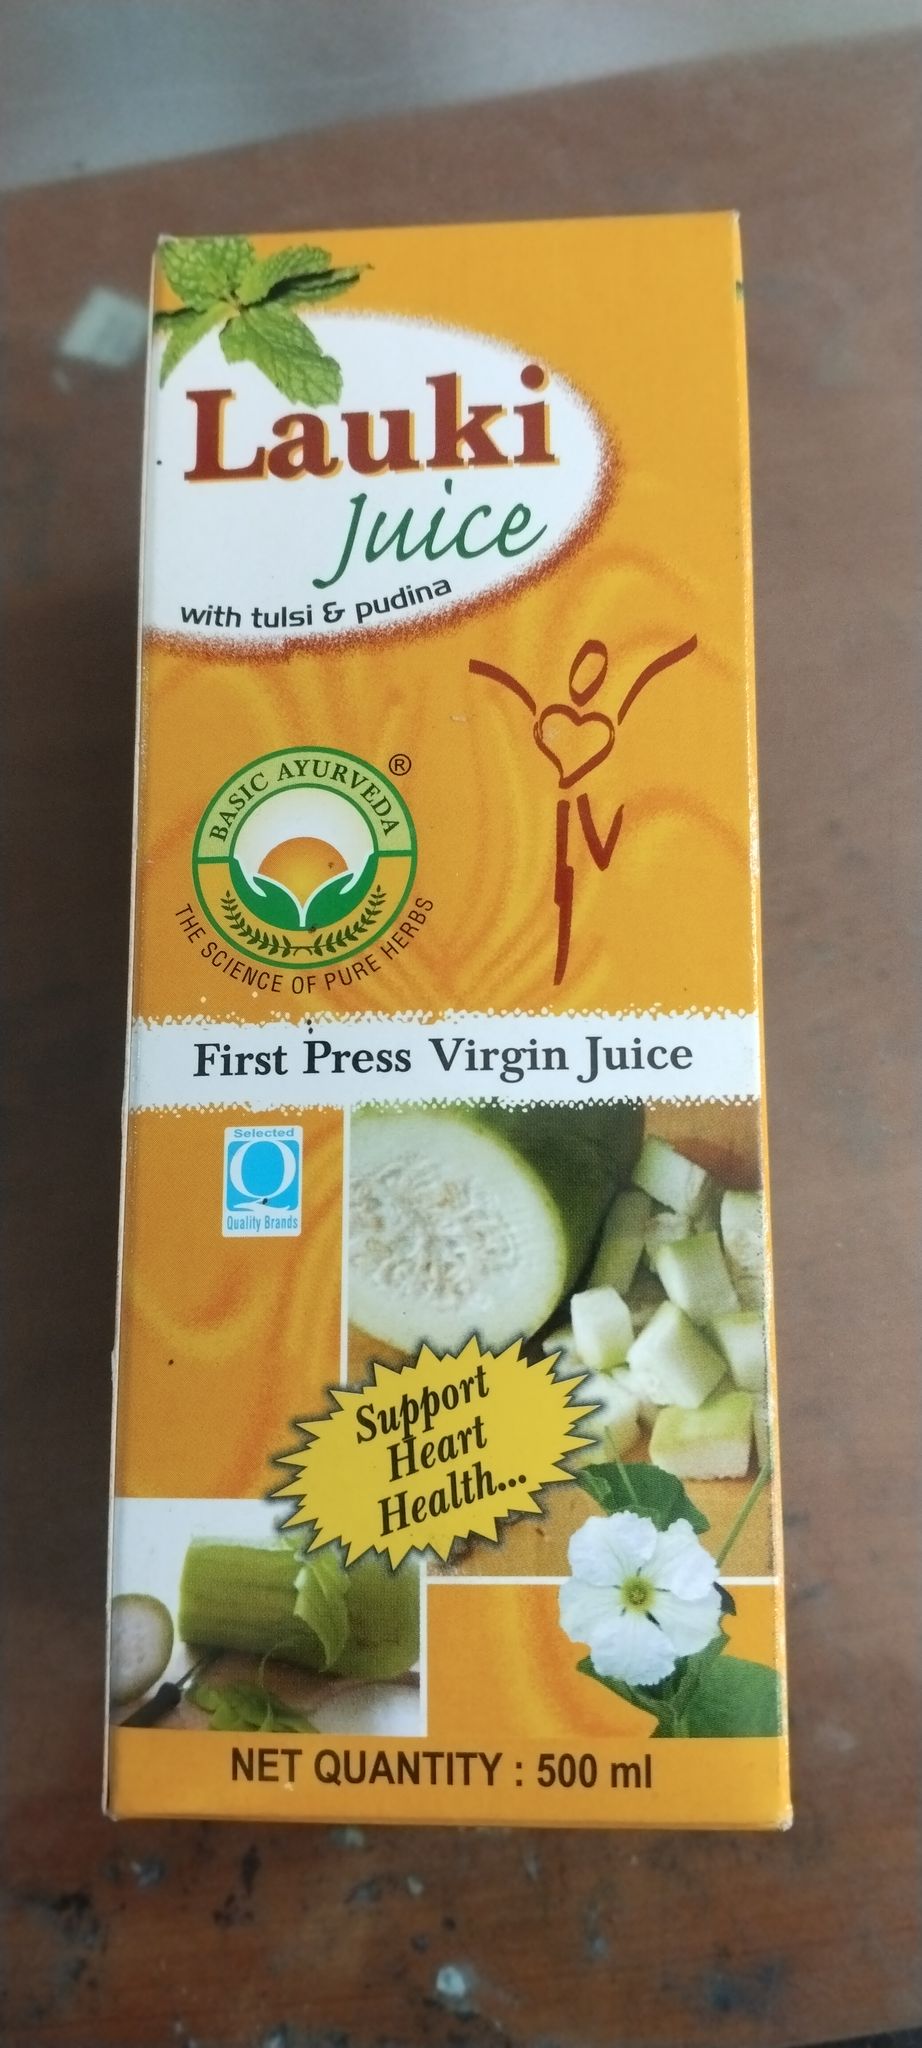 Lauki
Juice
with tulsi & pudina
BASIC AYURVEDA ®
THE SCIENCE OF PURE HERBS
First Press Virgin Juice
Selected
Q
Quality Brands
Support
Heart
Health...
NET QUANTITY : 500 ml